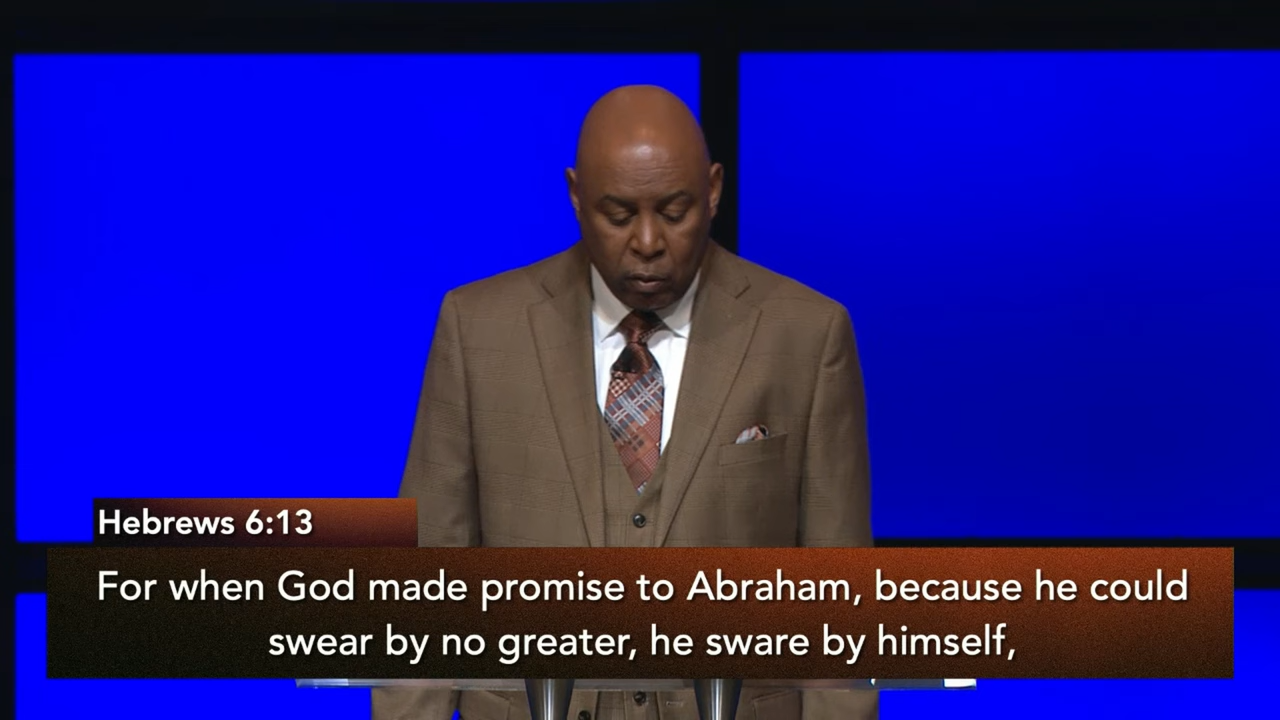 Hebrews 6:13
For when God made promise to Abraham, because he could
swear by no greater, he sware by himself,